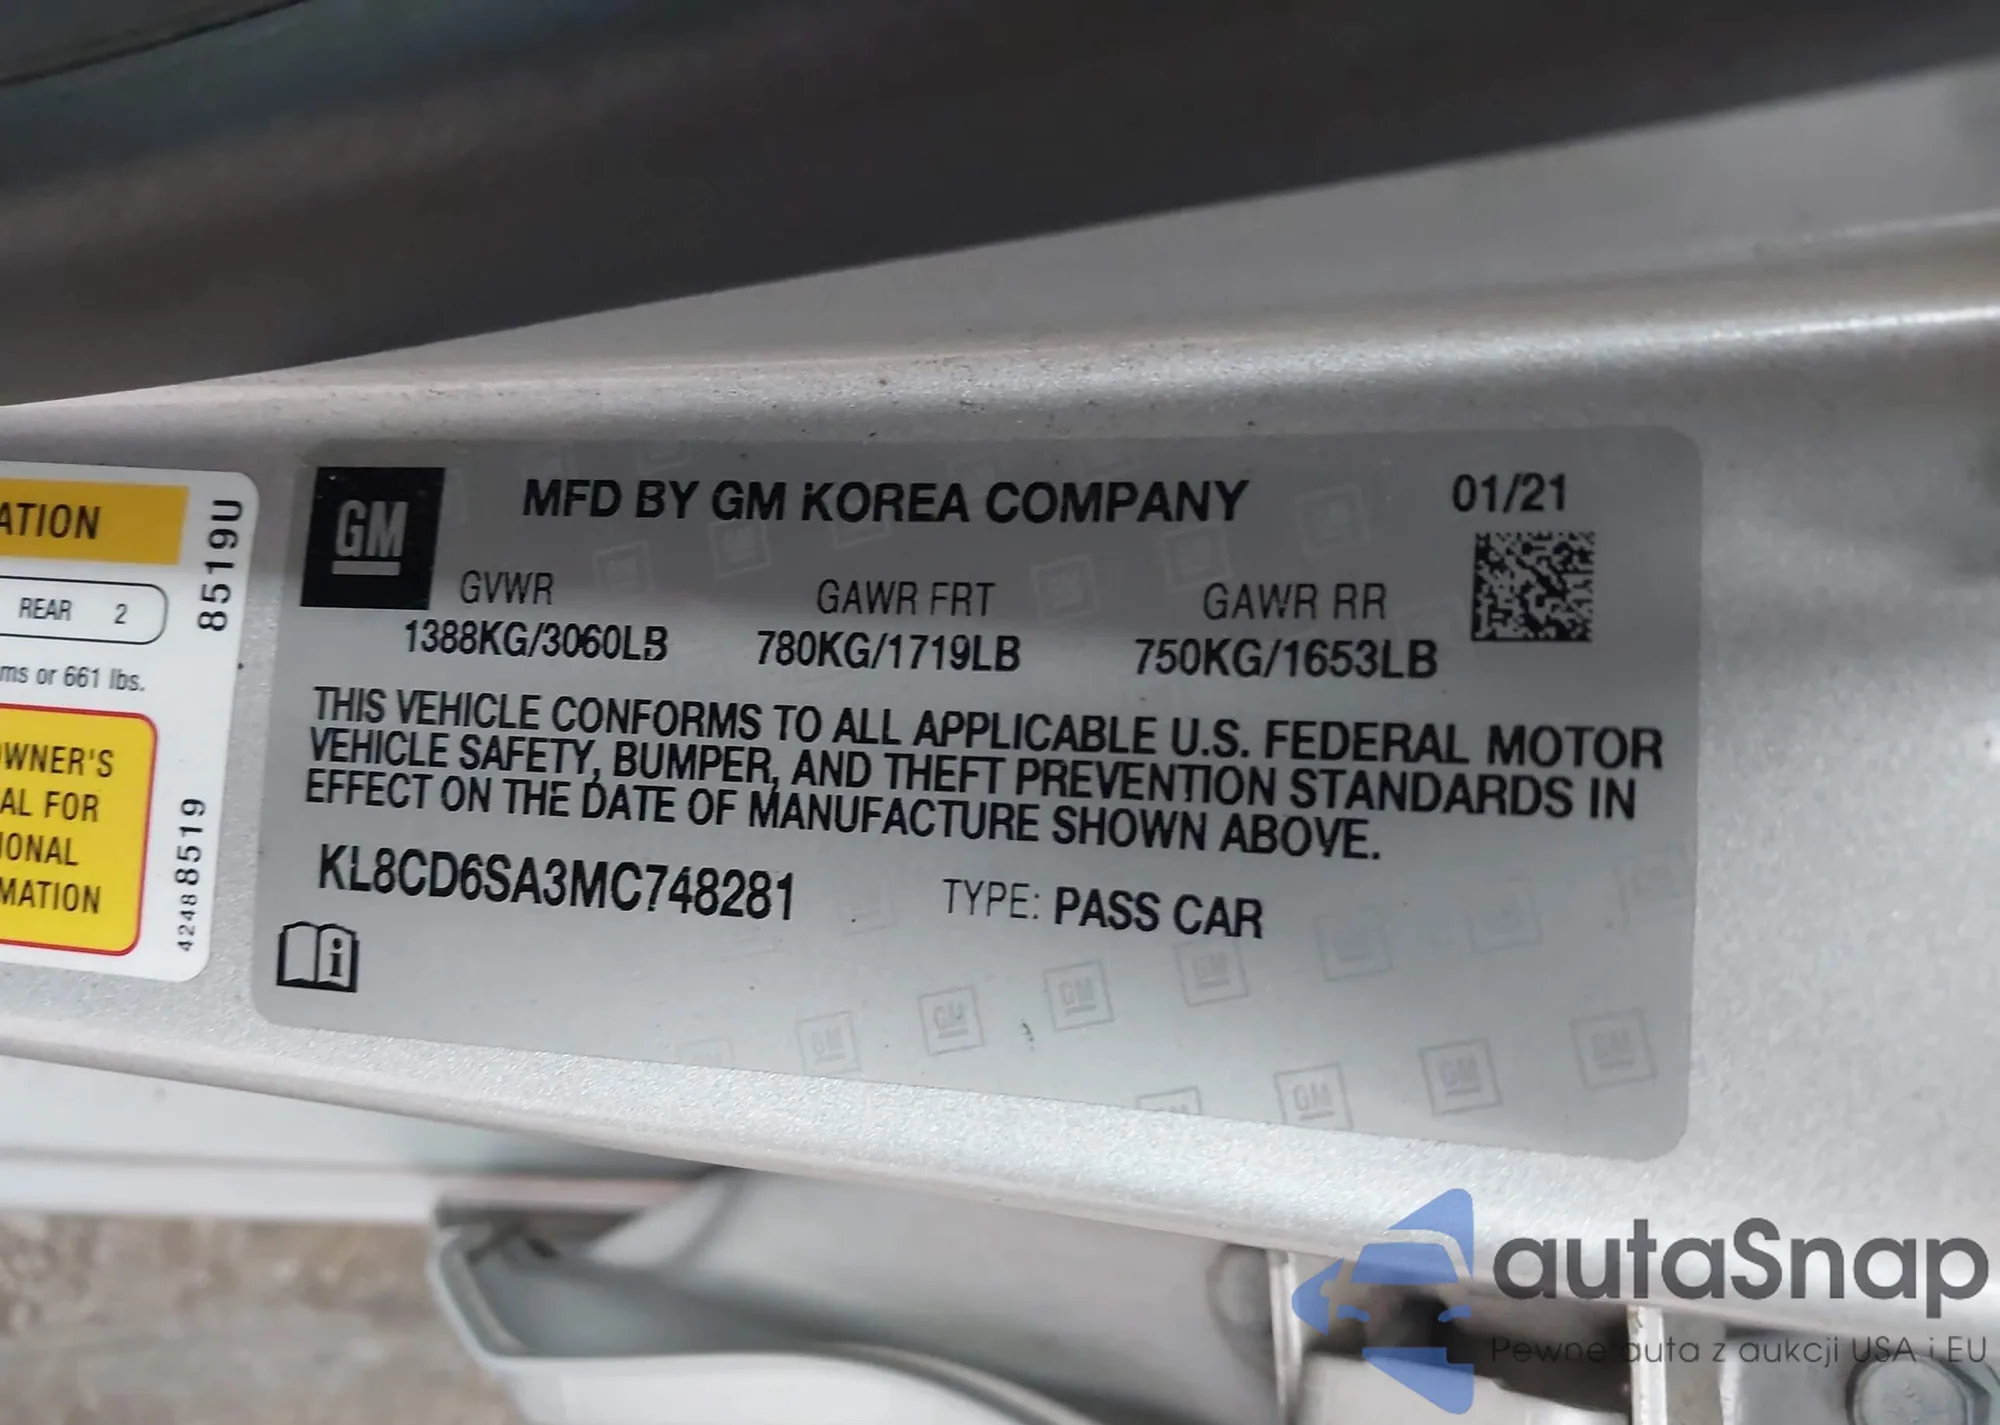 ATION
REAR 2
ms or 661 lbs.
WNER'S
AL FOR
IONAL
MATION
8519U
42488519
GM
MFD BY GM KOREA COMPANY
01/21
GVWR GAWR FRT GAWR RR
1388KG/3060LB 780KG/1719LB 750KG/1653LB
THIS VEHICLE CONFORMS TO ALL APPLICABLE U.S. FEDERAL MOTOR
VEHICLE SAFETY, BUMPER, AND THEFT PREVENTION STANDARDS IN
EFFECT ON THE DATE OF MANUFACTURE SHOWN ABOVE.
KL8CD6SA3MC748281 TYPE: PASS CAR
autaSnap
Pewne auta z aukcji USA i EU